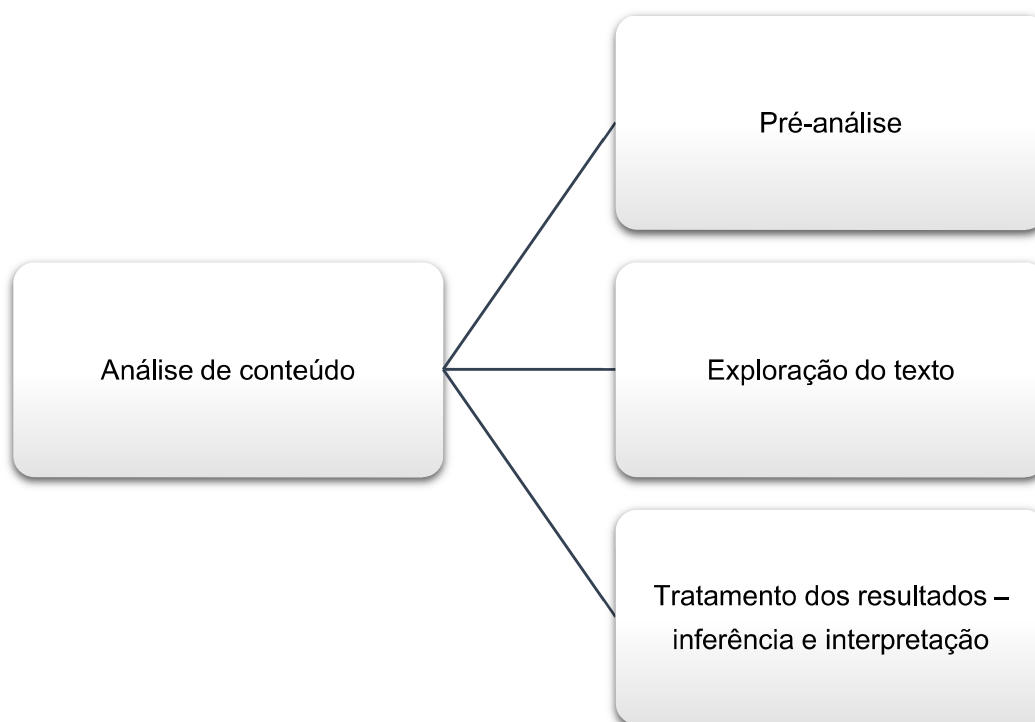 Pré-análise
Análise de conteúdo
Exploração do texto
Tratamento dos resultados –
inferência e interpretação